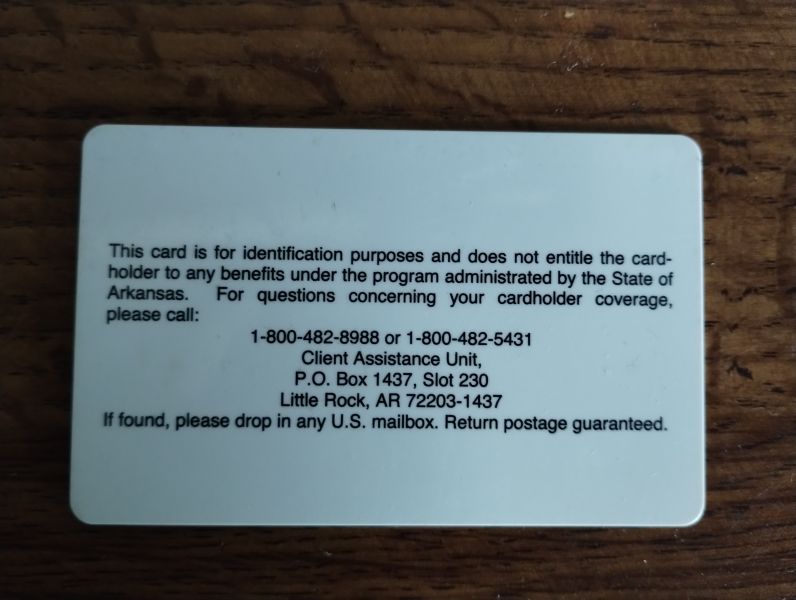 This card is for identification purposes and does not entitle the card-
holder to any benefits under the program administrated by the State of
Arkansas. For questions concerning your cardholder coverage,
please call:
1-800-482-8988 or 1-800-482-5431
Client Assistance Unit,
P.O. Box 1437, Slot 230
Little Rock, AR 72203-1437
If found, please drop in any U.S. mailbox. Return postage guaranteed.